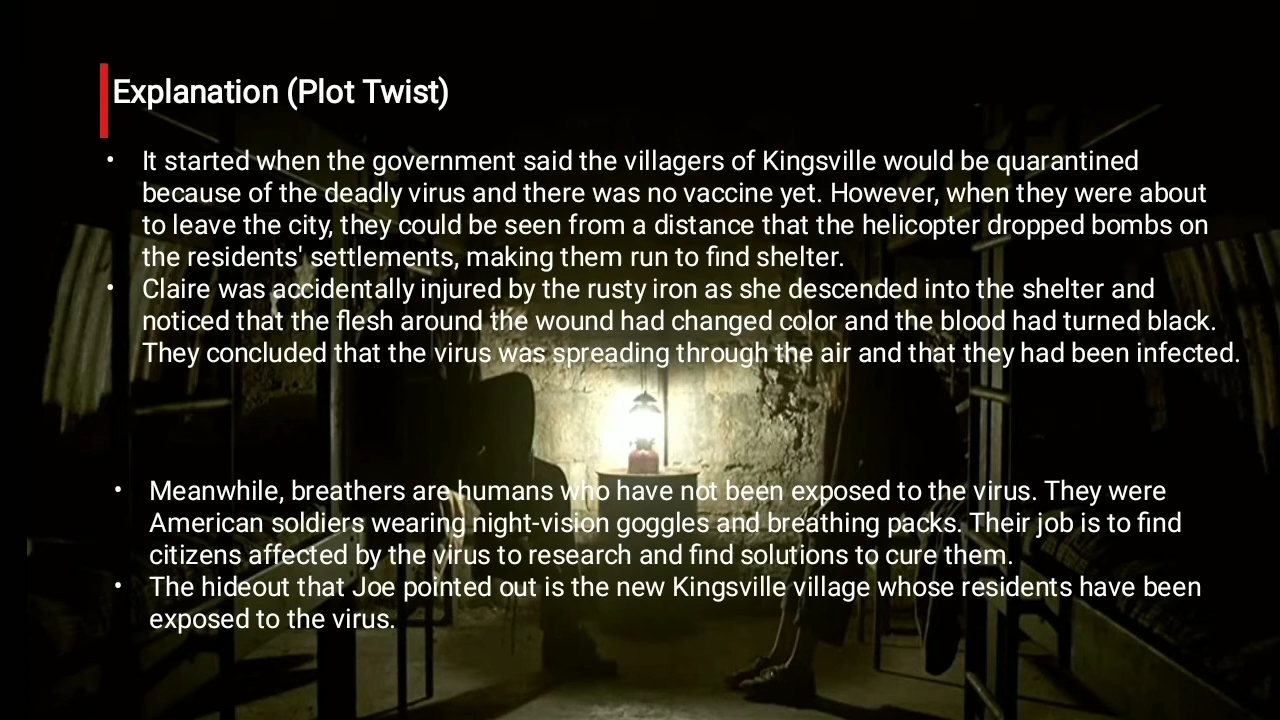 Explanation (Plot Twist)
• It started when the government said the villagers of Kingsville would be quarantined
because of the deadly virus and there was no vaccine yet. However, when they were about
to leave the city, they could be seen from a distance that the helicopter dropped bombs on
the residents' settlements, making them run to find shelter.
• Claire was accidentally injured by the rusty iron as she descended into the shelter and
noticed that the flesh around the wound had changed color and the blood had turned black.
They concluded that the virus was spreading through the air and that they had been infected.
• Meanwhile, breathers are humans who have not been exposed to the virus. They were
American soldiers wearing night-vision goggles and breathing packs. Their job is to find
citizens affected by the virus to research and find solutions to cure them.
• The hideout that Joe pointed out is the new Kingsville village whose residents have been
exposed to the virus.